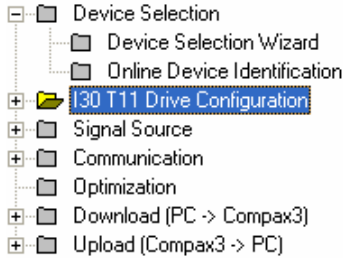 Device Selection
Device Selection Wizard
Online Device Identification
I30 T11 Drive Configuration
Signal Source
Communication
Optimization
Download (PC -> Compax3)
Upload (Compax3 -> PC)